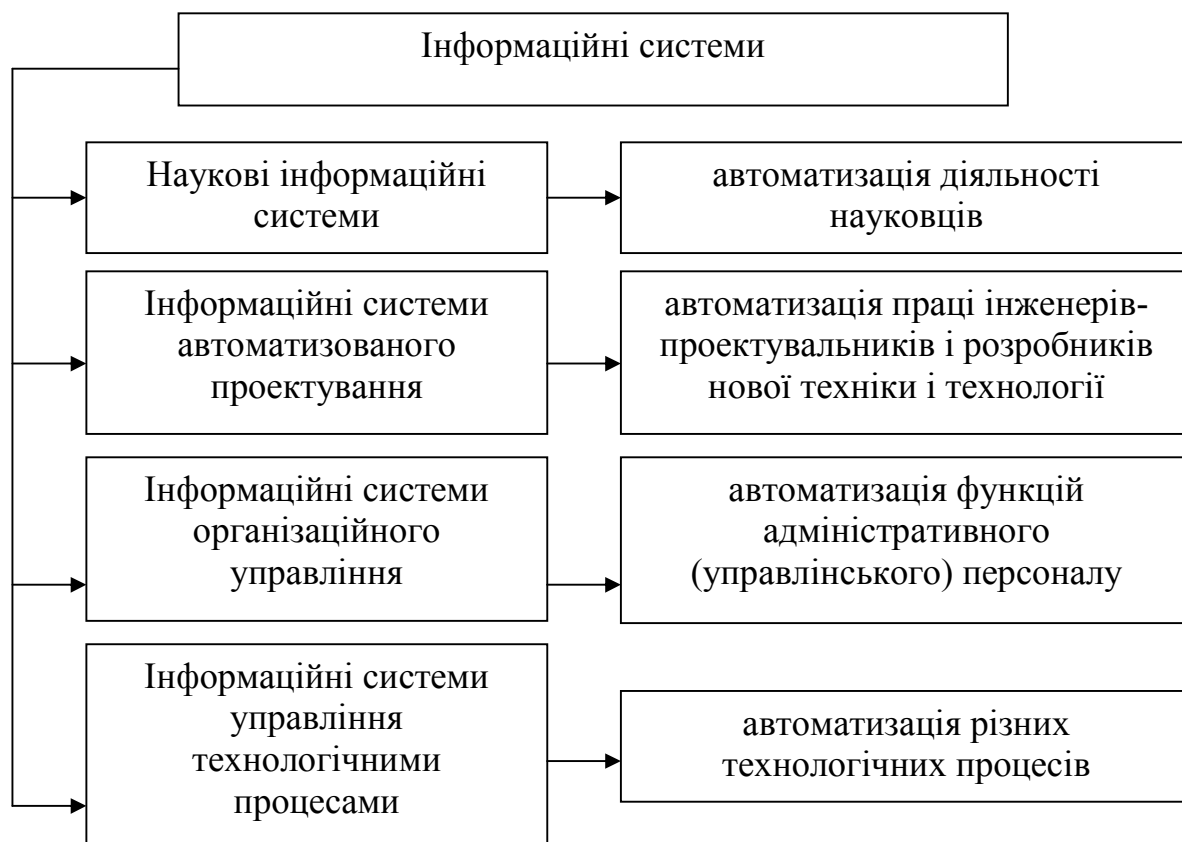 Інформаційні системи
Наукові інформаційні
системи
автоматизація діяльності
науковців
Інформаційні системи
автоматизованого
проектування
автоматизація праці інженерів-
проектувальників і розробників
нової техніки і технології
Інформаційні системи
організаційного
управління
автоматизація функцій
адміністративного
(управлінського) персоналу
Інформаційні системи
управління
технологічними
процесами
автоматизація різних
технологічних процесів